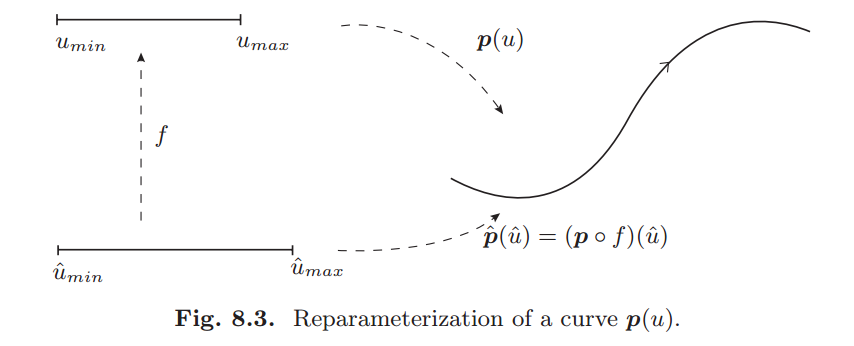 u_min u_max
p(u)
f
p̂(û) = (p ∘ f)(û)
û_min û_max
Fig. 8.3. Reparameterization of a curve p(u).